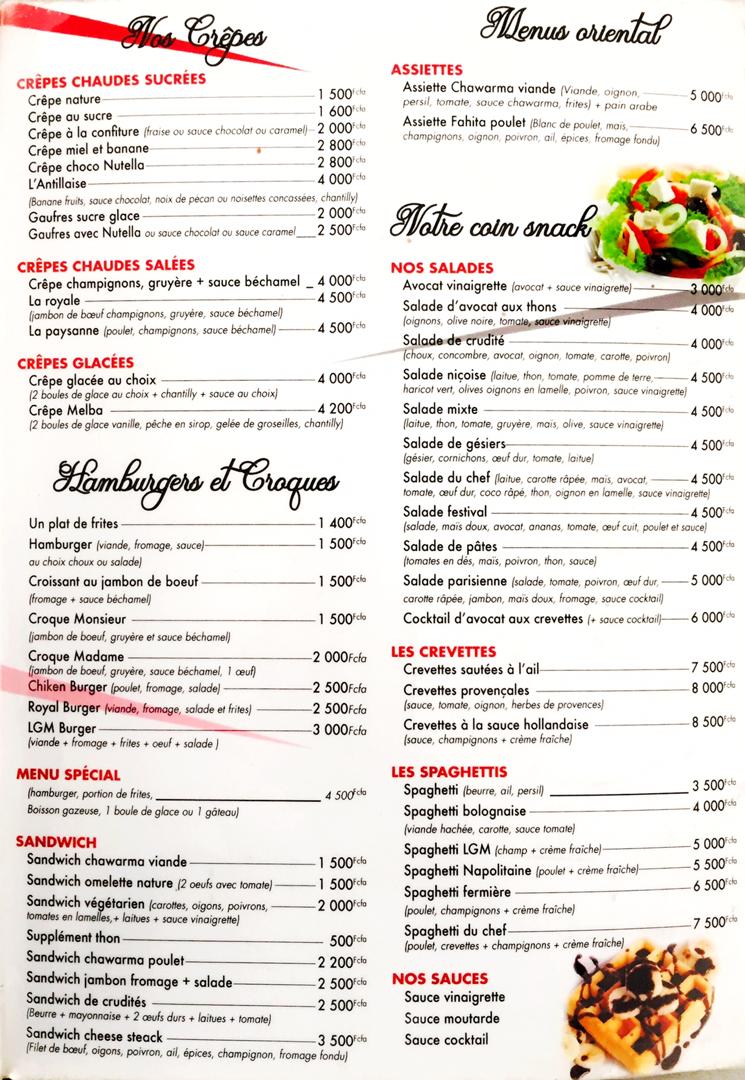 Nos Crêpes
CRÊPES CHAUDES SUCRÉES
Crêpe nature 1 500Fcfa
Crêpe au sucre 1 600Fcfa
Crêpe à la confiture (fraise ou sauce chocolat ou caramel) 2 000Fcfa
Crêpe miel et banane 2 800Fcfa
Crêpe choco Nutella 2 800Fcfa
L'Antillaise 4 000Fcfa
(Banane fruits, sauce chocolat, noix de pécan ou noisettes concassées, chantilly)
Gaufres sucre glace 2 000Fcfa
Gaufres avec Nutella ou sauce chocolat ou sauce caramel 2 500Fcfa
CRÊPES CHAUDES SALÉES
Crêpe champignons, gruyère + sauce béchamel 4 000Fcfa
La royale 4 500Fcfa
(jambon de bœuf champignons, gruyère, sauce béchamel)
La paysanne (poulet, champignons, sauce béchamel) 4 500Fcfa
CRÊPES GLACÉES
Crêpe glacée au choix 4 000Fcfa
(2 boules de glace au choix + chantilly + sauce au choix)
Crêpe Melba 4 200Fcfa
(2 boules de glace vanille, pêche en sirop, gelée de groseilles, chantilly)
Hamburgers et Croques
Un plat de frites 1 400Fcfa
Hamburger (viande, fromage, sauce) 1 500Fcfa
au choix choux ou salade)
Croissant au jambon de boeuf 1 500Fcfa
(fromage + sauce béchamel)
Croque Monsieur 1 500Fcfa
(jambon de boeuf, gruyère et sauce béchamel)
Croque Madame 2 000Fcfa
(jambon de boeuf, gruyère, sauce béchamel, 1 œuf)
Chiken Burger (poulet, fromage, salade) 2 500Fcfa
Royal Burger (viande, fromage, salade et frites) 2 500Fcfa
LGM Burger 3 000Fcfa
(viande + fromage + frites + oeuf + salade )
MENU SPÉCIAL
(hamburger, portion de frites, 4 500Fcfa
Boisson gazeuse, 1 boule de glace ou 1 gâteau)
SANDWICH
Sandwich chawarma viande 1 500Fcfa
Sandwich omelette nature (2 oeufs avec tomate) 1 500Fcfa
Sandwich végétarien (carottes, oigons, poivrons, 2 000Fcfa
tomates en lamelles,+ laitues + sauce vinaigrette)
Supplément thon 500Fcfa
Sandwich chawarma poulet 2 200Fcfa
Sandwich jambon fromage + salade 2 500Fcfa
Sandwich de crudités 2 500Fcfa
(Beurre + mayonnaise + 2 œufs durs + laitues + tomate)
Sandwich cheese steack 3 500Fcfa
(Filet de bœuf, oigons, poivron, ail, épices, champignon, fromage fondu)
Menus oriental
ASSIETTES
Assiette Chawarma viande (Viande, oignon, 5 000Fcfa
persil, tomate, sauce chawarma, frites) + pain arabe
Assiette Fahita poulet (Blanc de poulet, maïs, 6 500Fcfa
champignons, oignon, poivron, ail, épices, fromage fondu)
Notre coin snack
NOS SALADES
Avocat vinaigrette (avocat + sauce vinaigrette) 3 000Fcfa
Salade d'avocat aux thons 4 000Fcfa
(oignons, olive noire, tomate, sauce vinaigrette)
Salade de crudité 4 000Fcfa
(choux, concombre, avocat, oignon, tomate, carotte, poivron)
Salade niçoise (laitue, thon, tomate, pomme de terre, 4 500Fcfa
haricot vert, olives oignons en lamelle, poivron, sauce vinaigrette)
Salade mixte 4 500Fcfa
(laitue, thon, tomate, gruyère, maïs, olive, sauce vinaigrette)
Salade de gésiers 4 500Fcfa
(gésier, cornichons, œuf dur, tomate, laitue)
Salade du chef (laitue, carotte râpée, maïs, avocat, 4 500Fcfa
tomate, œuf dur, coco râpé, thon, oignon en lamelle, sauce vinaigrette)
Salade festival 4 500Fcfa
(salade, maïs doux, avocat, ananas, tomate, œuf cuit, poulet et sauce)
Salade de pâtes 4 500Fcfa
(tomates en dés, maïs, poivron, thon, sauce)
Salade parisienne (salade, tomate, poivron, œuf dur, 5 000Fcfa
carotte râpée, jambon, maïs doux, fromage, sauce cocktail)
Cocktail d'avocat aux crevettes (+ sauce cocktail) 6 000Fcfa
LES CREVETTES
Crevettes sautées à l'ail 7 500Fcfa
Crevettes provençales 8 000Fcfa
(sauce, tomate, oignon, herbes de provences)
Crevettes à la sauce hollandaise 8 500Fcfa
(sauce, champignons + crème fraîche)
LES SPAGHETTIS
Spaghetti (beurre, ail, persil) 3 500Fcfa
Spaghetti bolognaise 4 000Fcfa
(viande hachée, carotte, sauce tomate)
Spaghetti LGM (champ + crème fraîche) 5 000Fcfa
Spaghetti Napolitaine (poulet + crème fraîche) 5 500Fcfa
Spaghetti fermière 6 500Fcfa
(poulet, champignons + crème fraîche)
Spaghetti du chef 7 500Fcfa
(poulet, crevettes + champignons + crème fraîche)
NOS SAUCES
Sauce vinaigrette
Sauce moutarde
Sauce cocktail